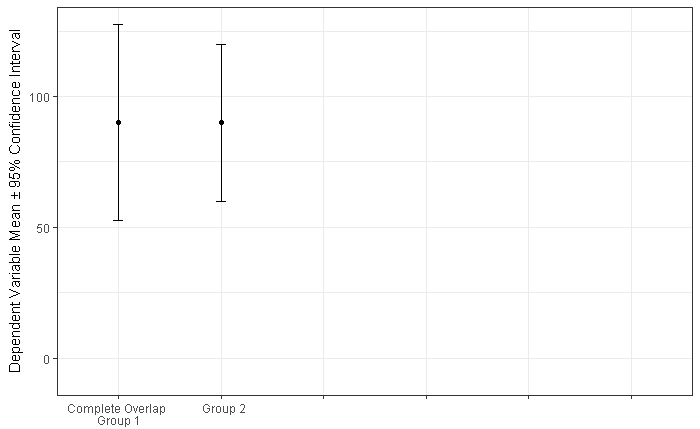 Dependent Variable Mean ± 95% Confidence Interval
100
50
0
Complete Overlap
Group 1
Group 2